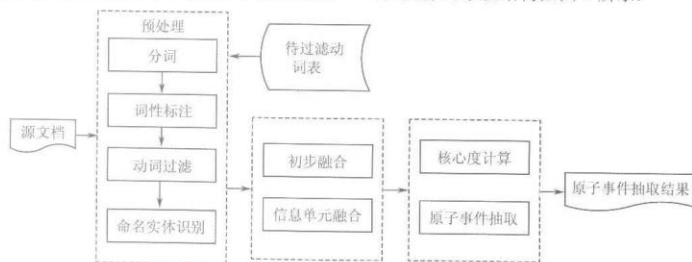 预处理
分词
待过滤动
词表
源文档
词性标注
动词过滤
命名实体识别
初步融合
信息单元融合
核心度计算
原子事件抽取
原子事件抽取结果